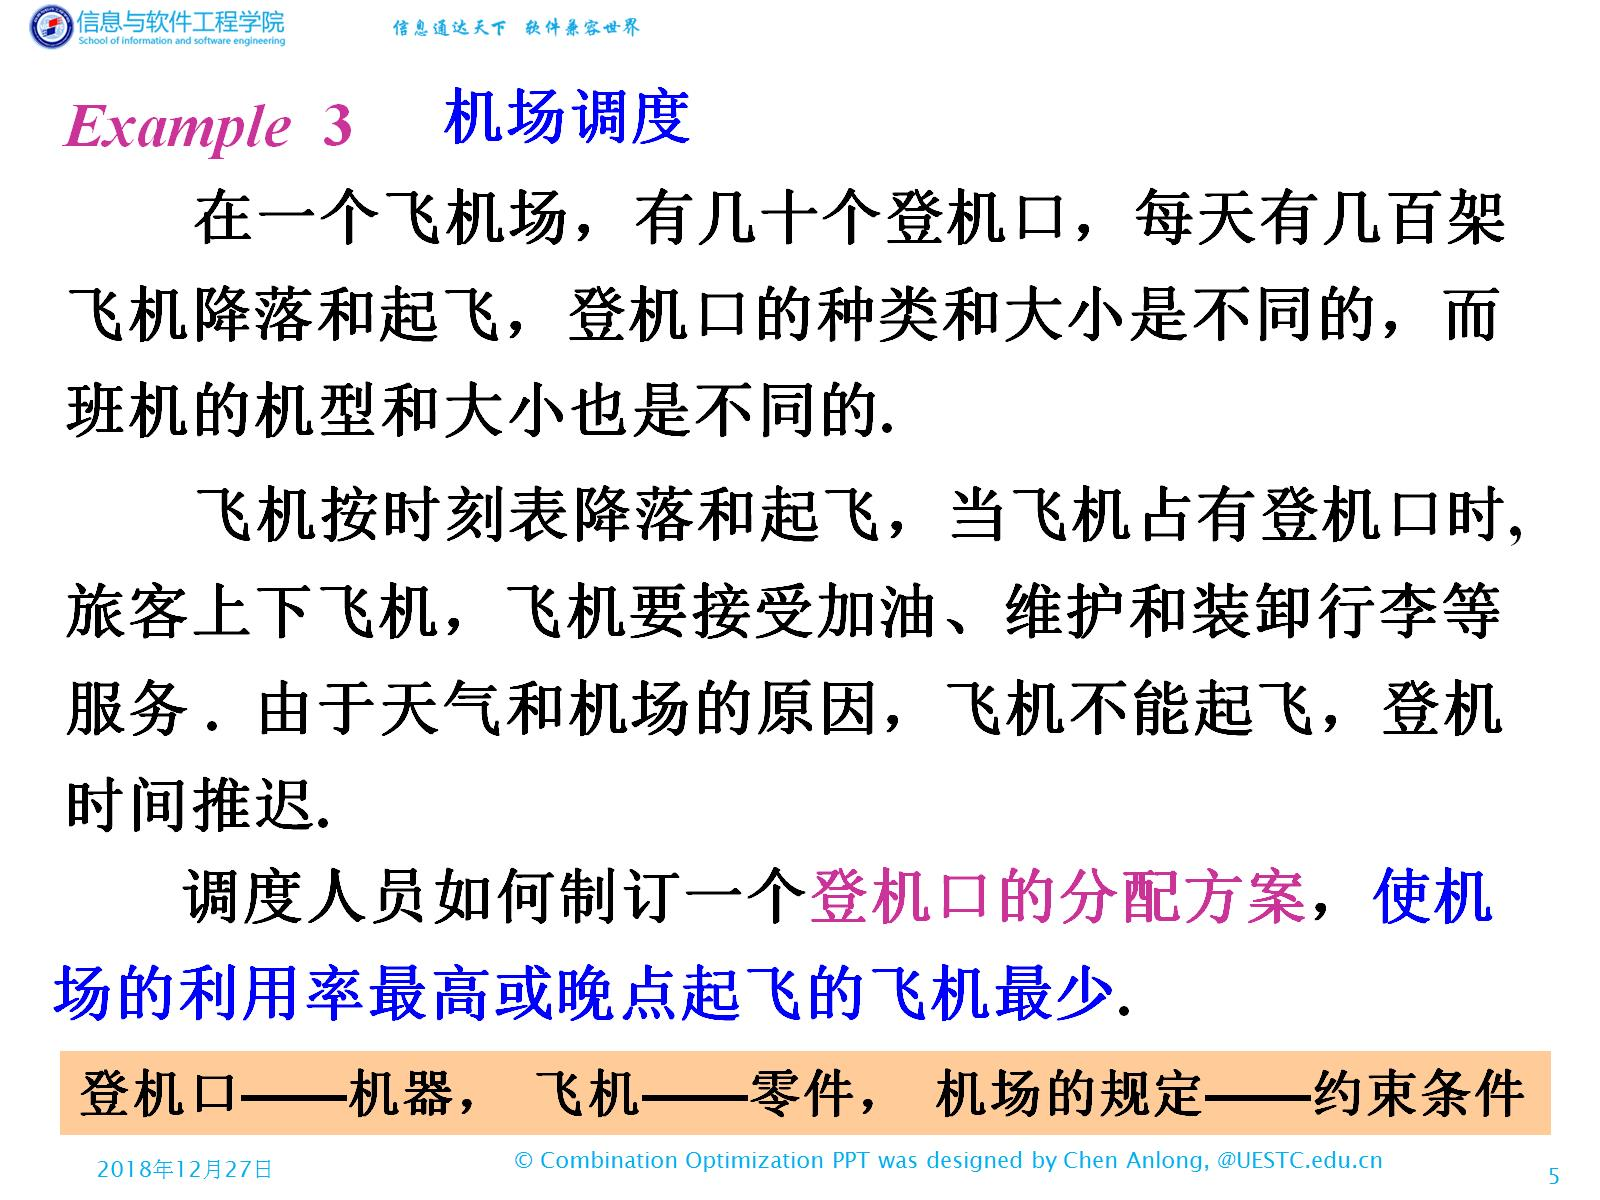 信息与软件工程学院
School of information and software engineering
信息通达天下 软件兼容世界
Example 3 机场调度
在一个飞机场，有几十个登机口，每天有几百架
飞机降落和起飞，登机口的种类和大小是不同的，而
班机的机型和大小也是不同的.
飞机按时刻表降落和起飞，当飞机占有登机口时,
旅客上下飞机，飞机要接受加油、维护和装卸行李等
服务. 由于天气和机场的原因，飞机不能起飞，登机
时间推迟.
调度人员如何制订一个登机口的分配方案，使机
场的利用率最高或晚点起飞的飞机最少.
登机口——机器， 飞机——零件， 机场的规定——约束条件
2018年12月27日
© Combination Optimization PPT was designed by Chen Anlong, @UESTC.edu.cn
5